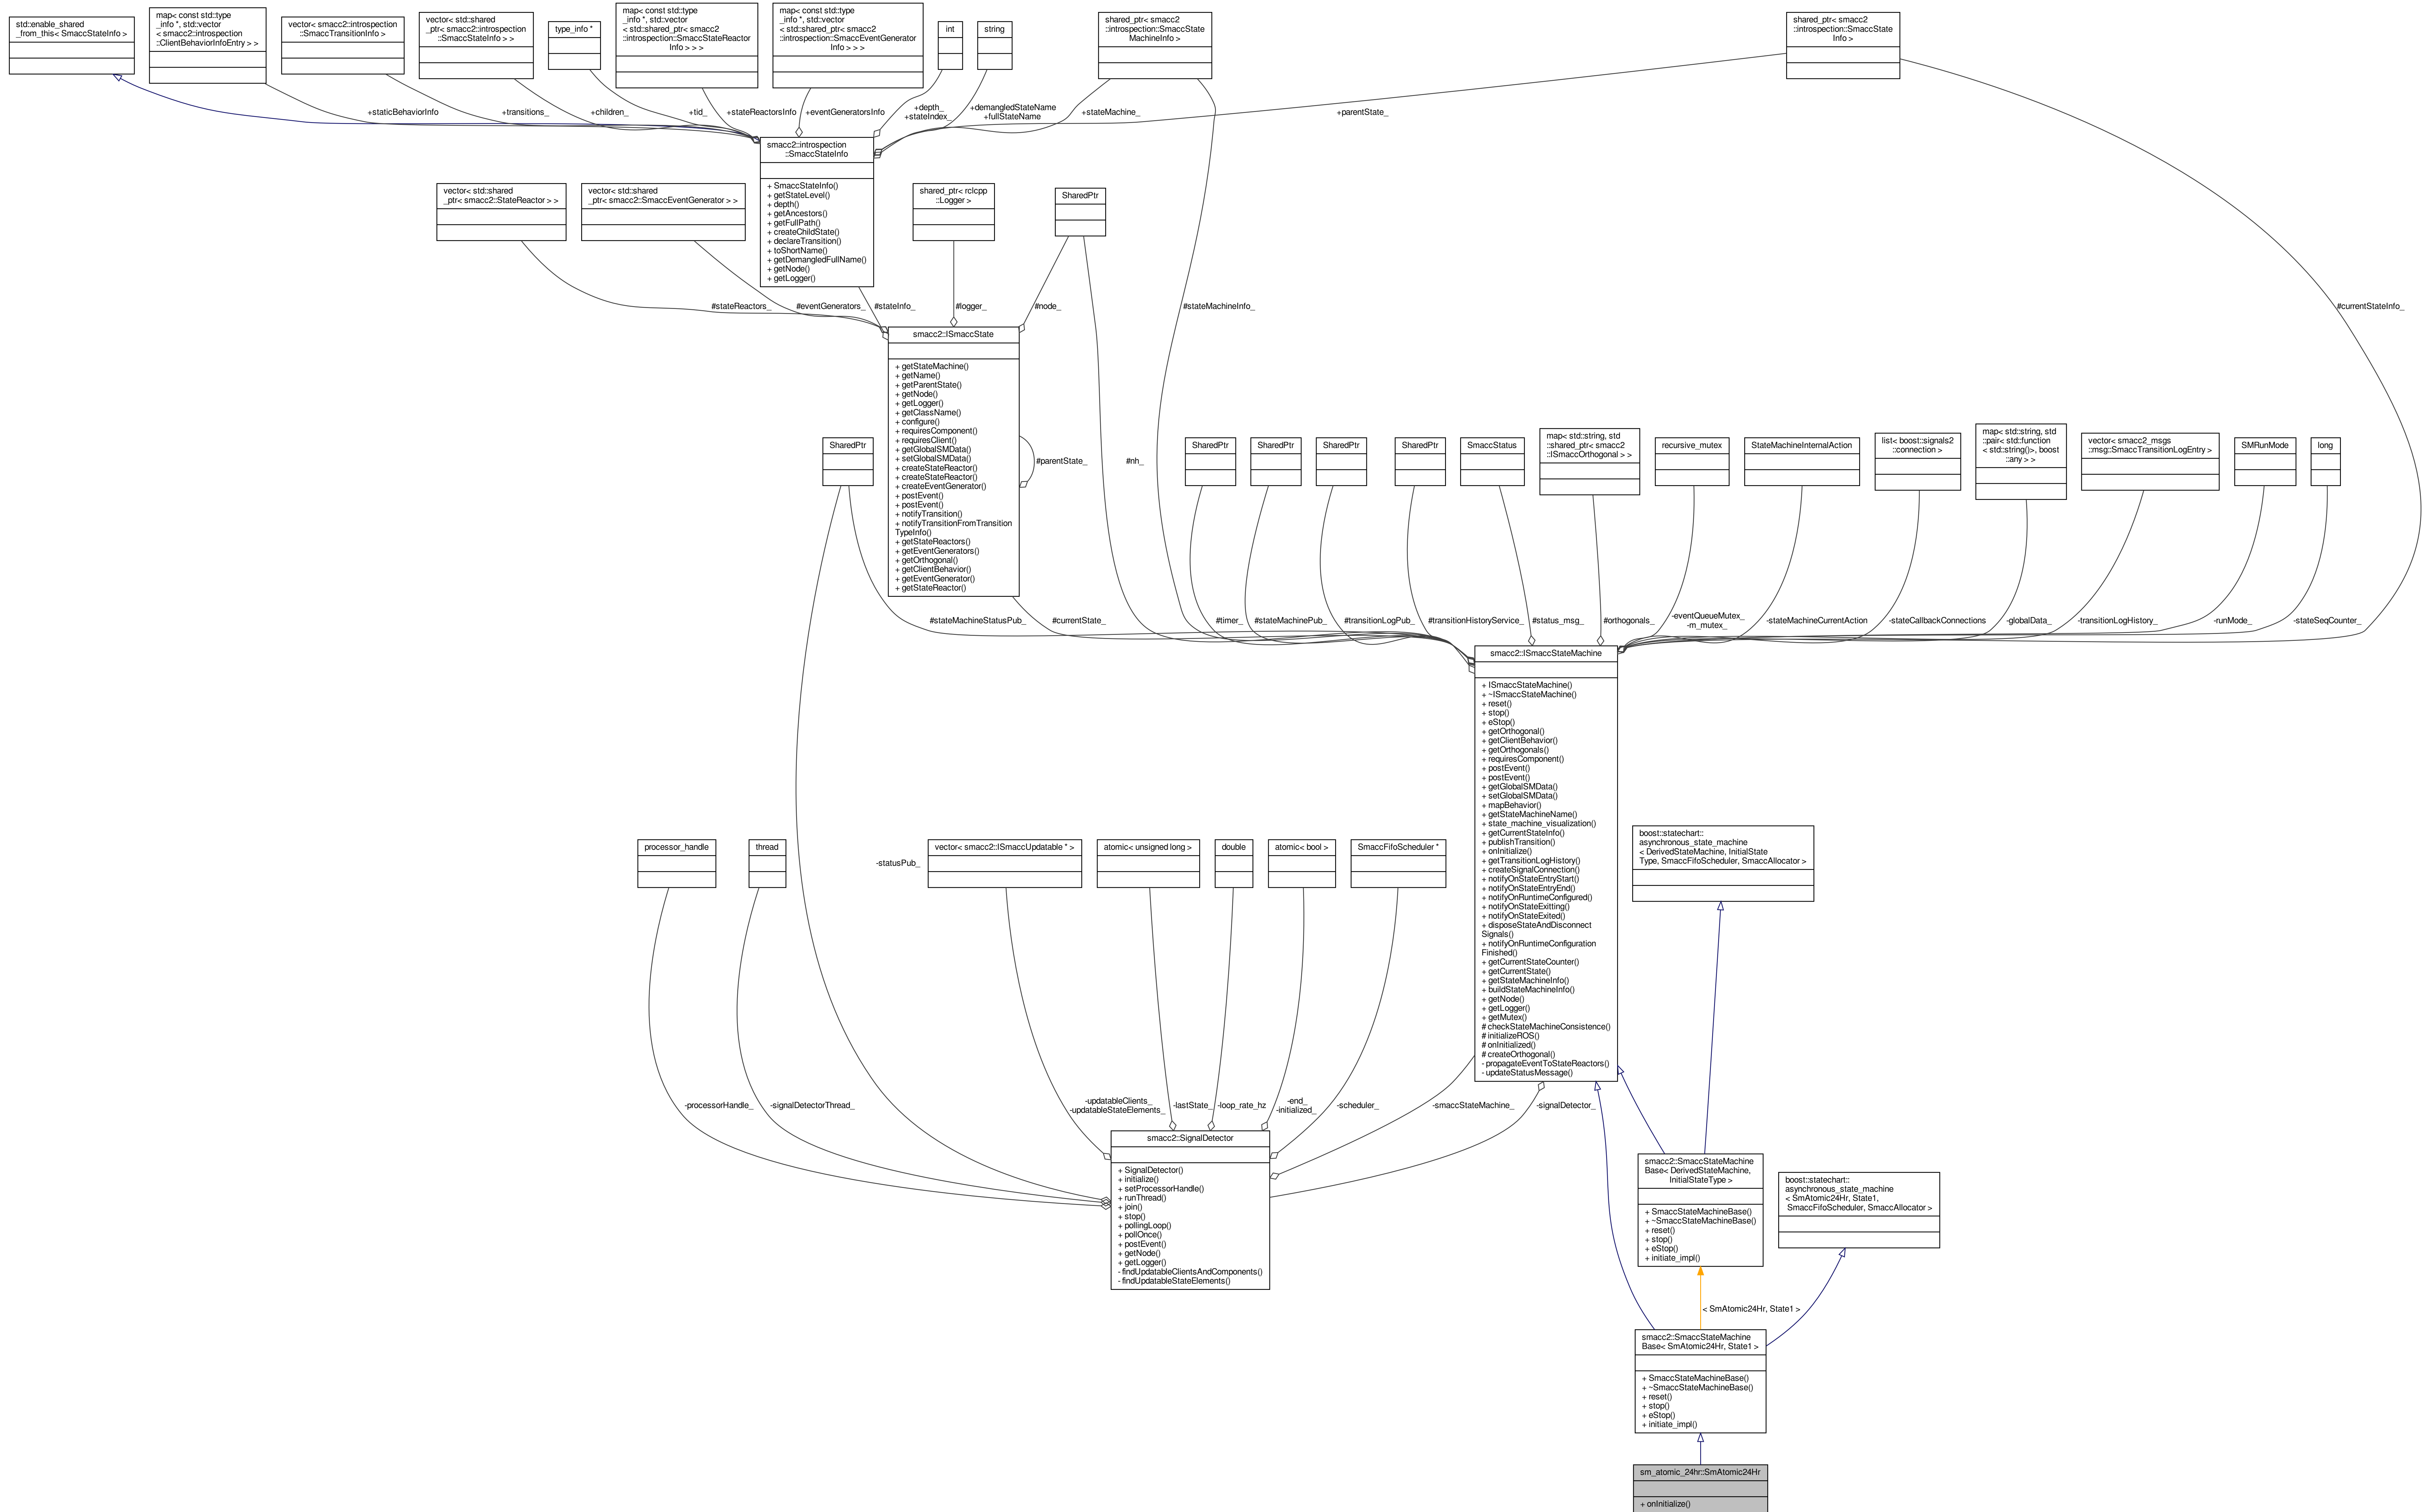 std::enable_shared
_from_this< SmaccStateInfo >
map< const std::type
_info *, std::vector
< smacc2::introspection
::ClientBehaviorInfoEntry > >
vector< smacc2::introspection
::SmaccTransitionInfo >
vector< std::shared
_ptr< smacc2::introspection
::SmaccStateInfo > >
type_info *
map< const std::type
_info *, std::vector
< std::shared_ptr< smacc2
::introspection::SmaccStateReactor
Info > > >
map< const std::type
_info *, std::vector
< std::shared_ptr< smacc2
::introspection::SmaccEventGenerator
Info > > >
int
string
shared_ptr< smacc2
::introspection::SmaccState
MachineInfo >
shared_ptr< smacc2
::introspection::SmaccState
Info >
+staticBehaviorInfo
+transitions_
+children_
+tid_
+stateReactorsInfo
+eventGeneratorsInfo
+depth_
+stateIndex_
+demangledStateName
+fullStateName
+stateMachine_
+parentState_
smacc2::introspection
::SmaccStateInfo
+ SmaccStateInfo()
+ getStateLevel()
+ depth()
+ getAncestors()
+ getFullPath()
+ createChildState()
+ declareTransition()
+ toShortName()
+ getDemangledFullName()
+ getNode()
+ getLogger()
vector< std::shared
_ptr< smacc2::StateReactor > >
vector< std::shared
_ptr< smacc2::SmaccEventGenerator > >
shared_ptr< rclcpp
::Logger >
SharedPtr
#stateReactors_
#eventGenerators_
#stateInfo_
#logger_
#node_
#stateMachineInfo_
#currentStateInfo_
smacc2::ISmaccState
+ getStateMachine()
+ getName()
+ getParentState()
+ getNode()
+ getLogger()
+ getClassName()
+ configure()
+ requiresComponent()
+ requiresClient()
+ getGlobalSMData()
+ setGlobalSMData()
+ createStateReactor()
+ createStateReactor()
+ createEventGenerator()
+ postEvent()
+ postEvent()
+ notifyTransition()
+ notifyTransitionFromTransition
TypeInfo()
+ getStateReactors()
+ getEventGenerators()
+ getOrthogonal()
+ getClientBehavior()
+ getEventGenerator()
+ getStateReactor()
#parentState_
#nh_
SharedPtr
SharedPtr
SharedPtr
SharedPtr
SharedPtr
SmaccStatus
map< std::string, std
::shared_ptr< smacc2
::ISmaccOrthogonal > >
recursive_mutex
StateMachineInternalAction
list< boost::signals2
::connection >
map< std::string, std
::pair< std::function
< std::string()>, boost
::any > >
vector< smacc2_msgs
::msg::SmaccTransitionLogEntry >
SMRunMode
long
#stateMachineStatusPub_
#currentState_
#timer_
#stateMachinePub_
#transitionLogPub_
#transitionHistoryService_
#status_msg_
#orthogonals_
-eventQueueMutex_
-m_mutex_
-stateMachineCurrentAction
-stateCallbackConnections
-globalData_
-transitionLogHistory_
-runMode_
-stateSeqCounter_
smacc2::ISmaccStateMachine
+ ISmaccStateMachine()
+ ~ISmaccStateMachine()
+ reset()
+ stop()
+ eStop()
+ getOrthogonal()
+ getClientBehavior()
+ getOrthogonals()
+ requiresComponent()
+ postEvent()
+ postEvent()
+ getGlobalSMData()
+ setGlobalSMData()
+ mapBehavior()
+ getStateMachineName()
+ state_machine_visualization()
+ getCurrentStateInfo()
+ publishTransition()
+ onInitialize()
+ getTransitionLogHistory()
+ createSignalConnection()
+ notifyOnStateEntryStart()
+ notifyOnStateEntryEnd()
+ notifyOnRuntimeConfigured()
+ notifyOnStateExitting()
+ notifyOnStateExited()
+ disposeStateAndDisconnect
Signals()
+ notifyOnRuntimeConfiguration
Finished()
+ getCurrentStateCounter()
+ getCurrentState()
+ getStateMachineInfo()
+ buildStateMachineInfo()
+ getNode()
+ getLogger()
+ getMutex()
# checkStateMachineConsistence()
# initializeROS()
# onInitialized()
# createOrthogonal()
- propagateEventToStateReactors()
- updateStatusMessage()
processor_handle
thread
-statusPub_
vector< smacc2::ISmaccUpdatable * >
atomic< unsigned long >
double
atomic< bool >
SmaccFifoScheduler *
boost::statechart::
asynchronous_state_machine
< DerivedStateMachine, InitialState
Type, SmaccFifoScheduler, SmaccAllocator >
-processorHandle_
-signalDetectorThread_
-updatableClients_
-updatableStateElements_
-lastState_
-loop_rate_hz
-end_
-initialized_
-scheduler_
-smaccStateMachine_
-signalDetector_
smacc2::SignalDetector
+ SignalDetector()
+ initialize()
+ setProcessorHandle()
+ runThread()
+ join()
+ stop()
+ pollingLoop()
+ pollOnce()
+ postEvent()
+ getNode()
+ getLogger()
- findUpdatableClientsAndComponents()
- findUpdatableStateElements()
smacc2::SmaccStateMachine
Base< DerivedStateMachine,
InitialStateType >
+ SmaccStateMachineBase()
+ ~SmaccStateMachineBase()
+ reset()
+ stop()
+ eStop()
+ initiate_impl()
boost::statechart::
asynchronous_state_machine
< SmAtomic24Hr, State1,
SmaccFifoScheduler, SmaccAllocator >
< SmAtomic24Hr, State1 >
smacc2::SmaccStateMachine
Base< SmAtomic24Hr, State1 >
+ SmaccStateMachineBase()
+ ~SmaccStateMachineBase()
+ reset()
+ stop()
+ eStop()
+ initiate_impl()
sm_atomic_24hr::SmAtomic24Hr
+ onInitialize()